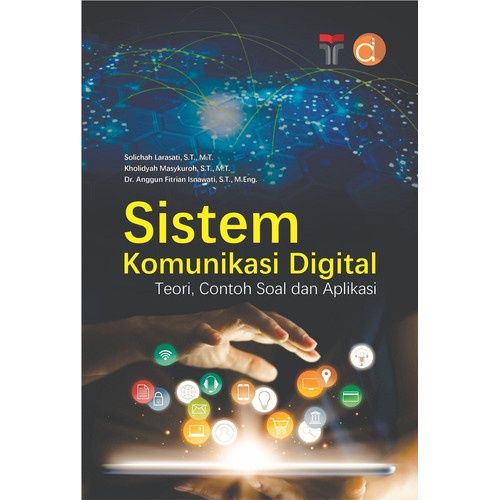 Solichah Larasati, S.T., M.T.
Kholidyah Masykuroh, S.T., M.T.
Dr. Anggun Fitrian Isnawati, S.T., M.Eng.
Sistem
Komunikasi Digital
Teori, Contoh Soal dan Aplikasi